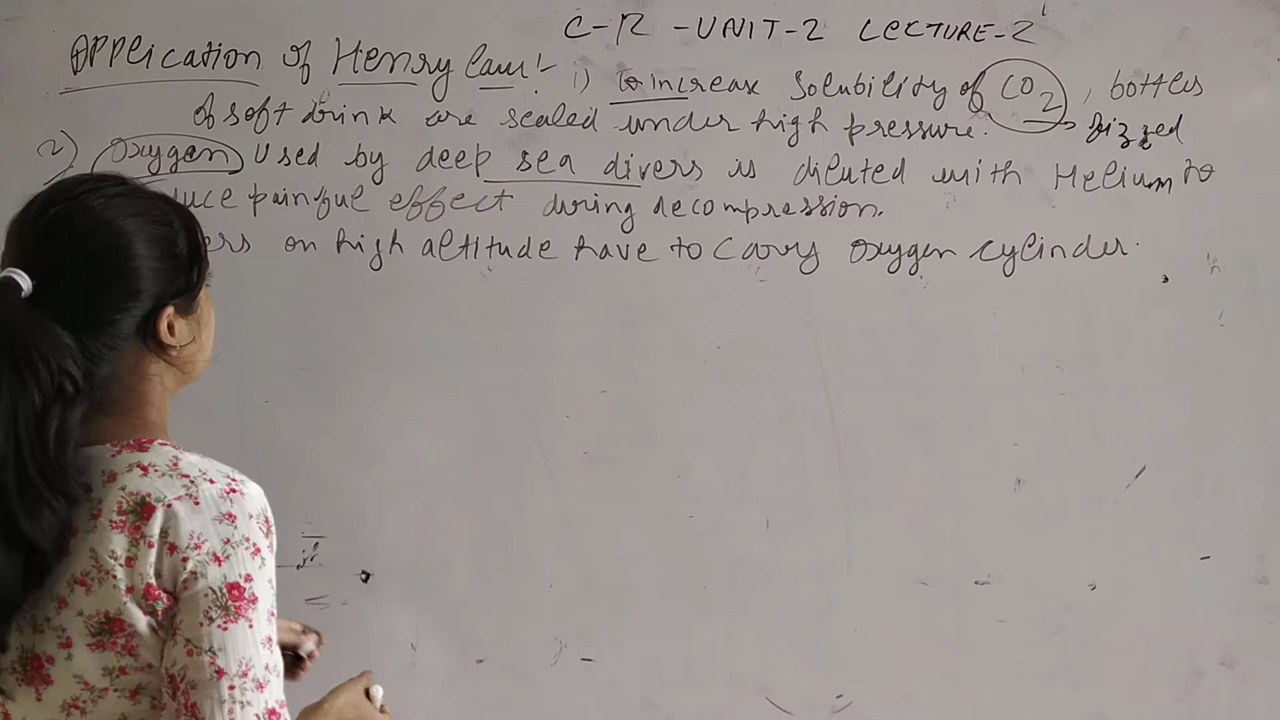 C-R -UNIT-2 LECTURE-2
Application of Henry law:- 1) to increase solubility of CO2, bottles
of soft drink are sealed under high pressure. → fizzed
2) Oxygen used by deep sea divers is diluted with Helium to
duce painful effect during decompression.
ers on high altitude have to carry oxygen cylinder.